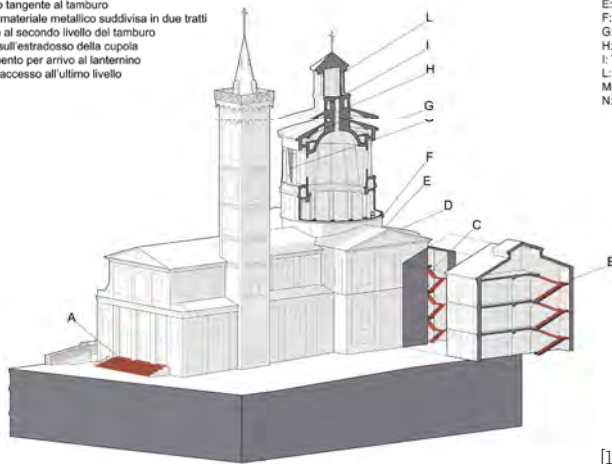 tangente al tamburo
materiale metallico suddivisa in due tratti
al secondo livello del tamburo
sull'estradosso della cupola
per arrivo al lanternino
accesso all'ultimo livello
L
I
H
G
F
E
D
C
B
A
E:
F:
G:
H:
I:
L:
M
N:
[1